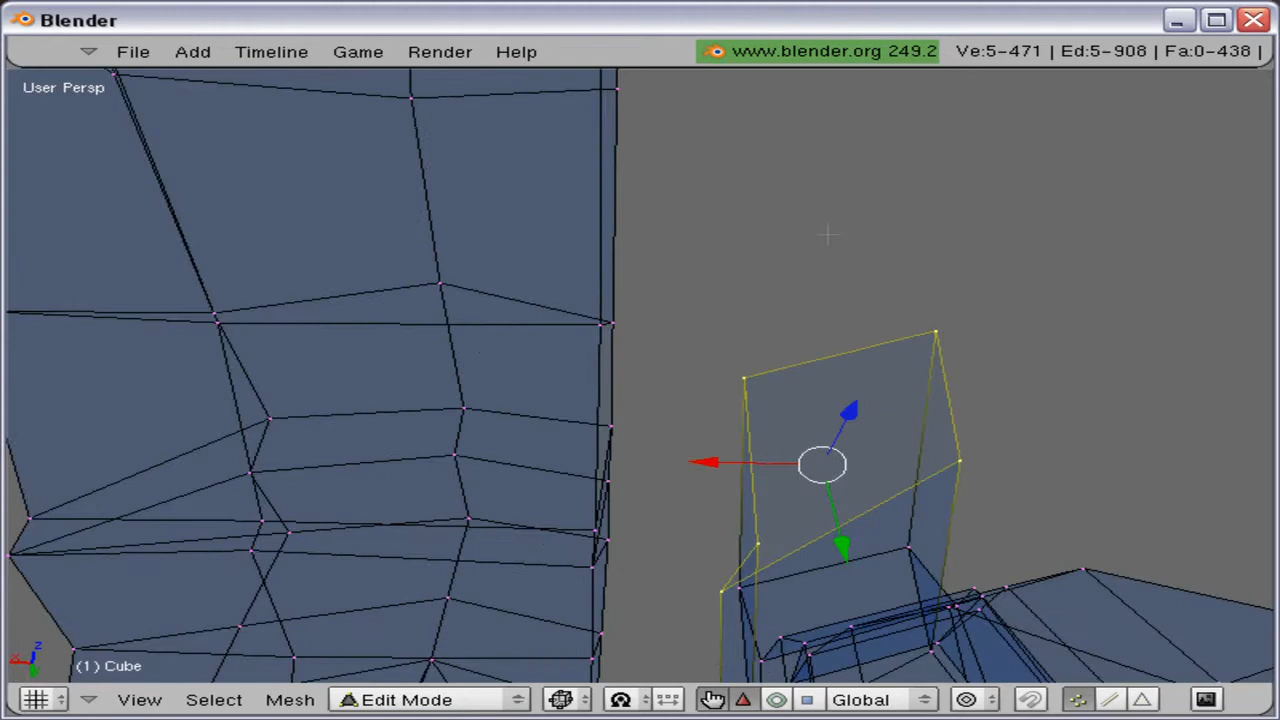 Blender
File Add Timeline Game Render Help www.blender.org 249.2 Ve:5-471 | Ed:5-908 | Fa:0-438 |
User Persp
z
x
(1) Cube
View Select Mesh Edit Mode Global